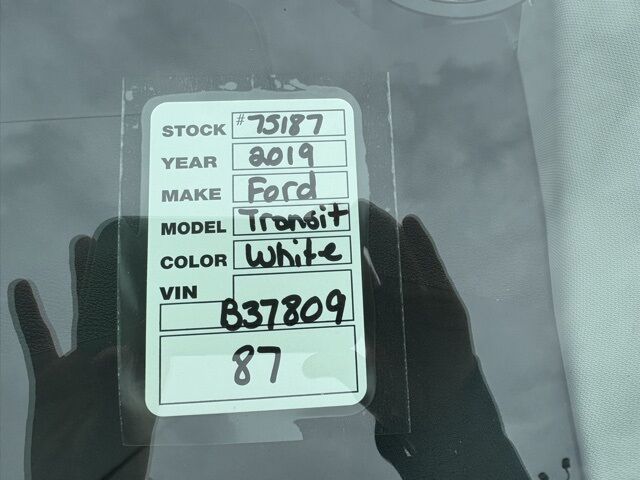 STOCK #75187
YEAR 2019
MAKE Ford
MODEL Transit
COLOR White
VIN
B37809
87